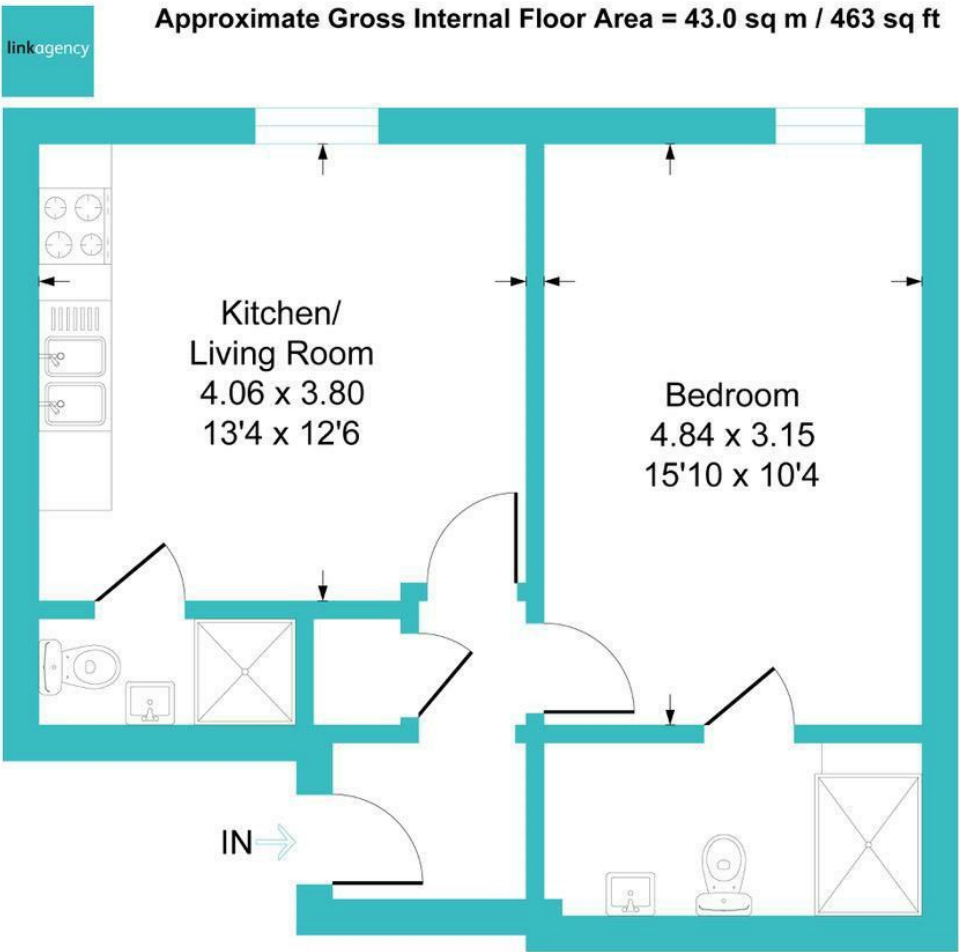 Approximate Gross Internal Floor Area = 43.0 sq m / 463 sq ft
linkagency
Kitchen/
Living Room
4.06 x 3.80
13'4 x 12'6
Bedroom
4.84 x 3.15
15'10 x 10'4
IN